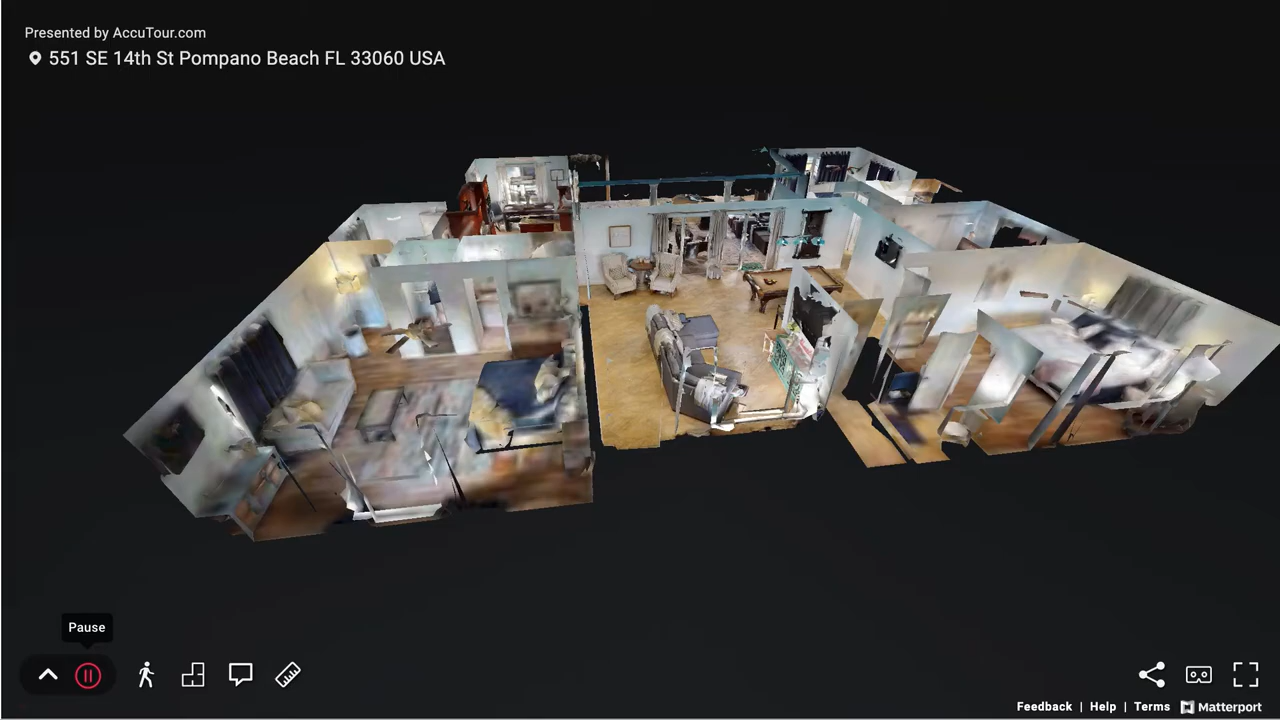 Presented by AccuTour.com
551 SE 14th St Pompano Beach FL 33060 USA
Pause
Feedback | Help | Terms Matterport